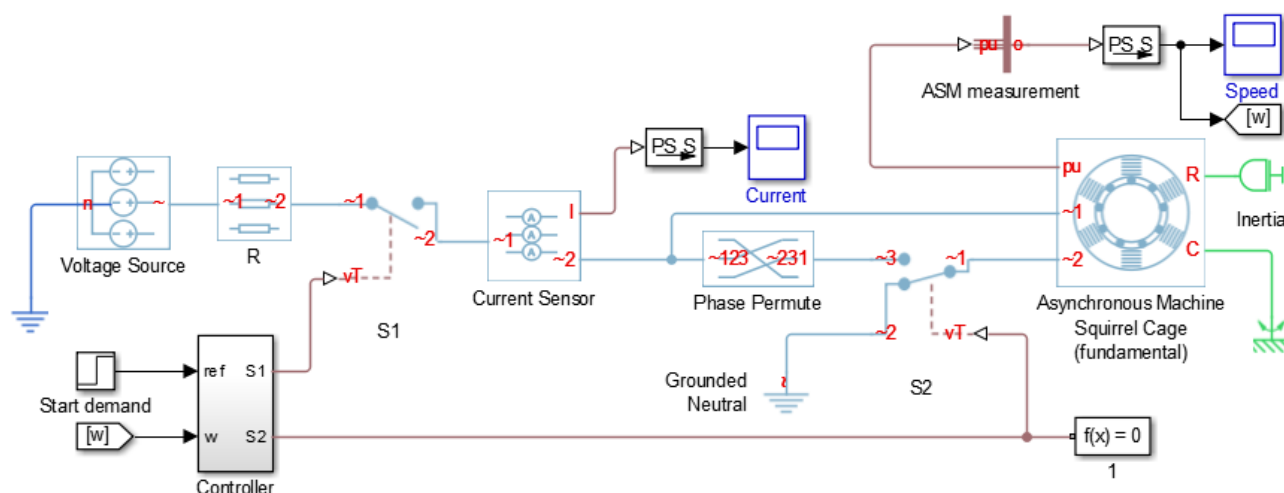 pu
o
PS S
ASM measurement
Speed
[w]
PS S
Current
n
~
~1
~2
R
Voltage Source
~1
~2
vT
S1
I
~1
~2
Current Sensor
~123
~231
Phase Permute
~3
~1
~2
vT
S2
~
Grounded
Neutral
pu
~1
~2
R
C
Inertia
Asynchronous Machine
Squirrel Cage
(fundamental)
Start demand
[w]
ref
w
S1
S2
Controller
f(x) = 0
1
A
A
A